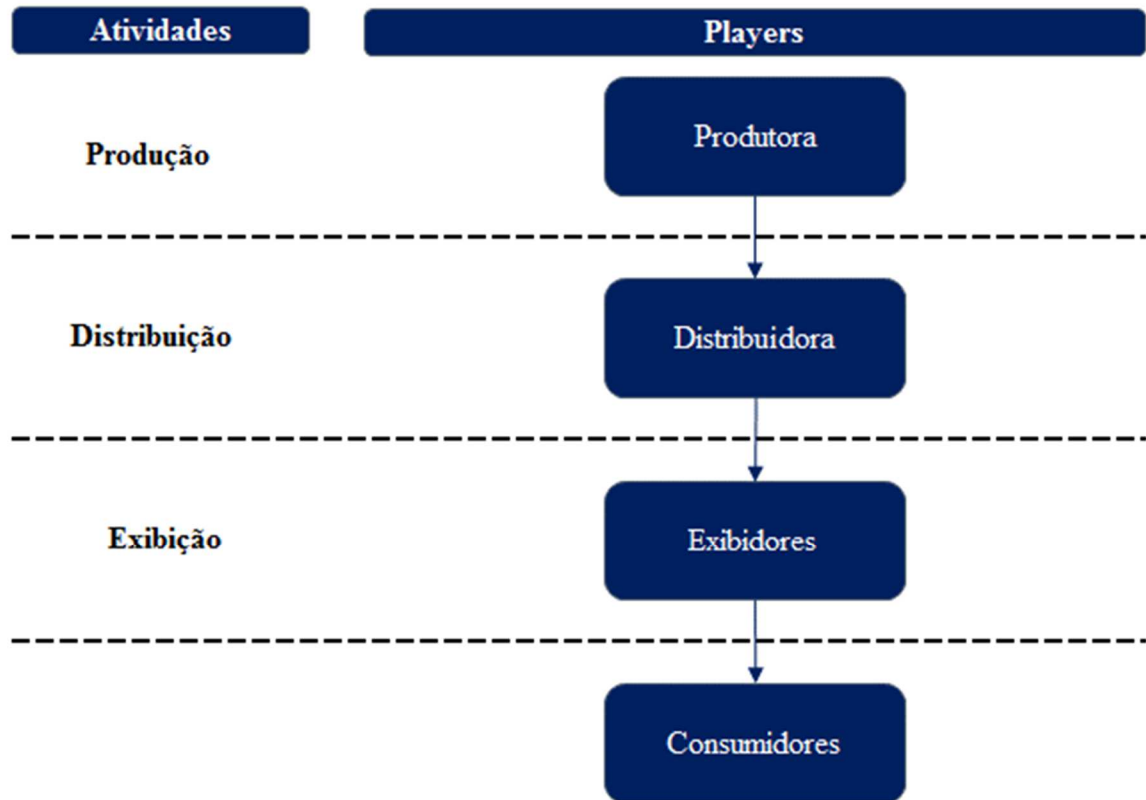 Atividades
Players
Produção
Produtora
Distribuição
Distribuidora
Exibição
Exibidores
Consumidores